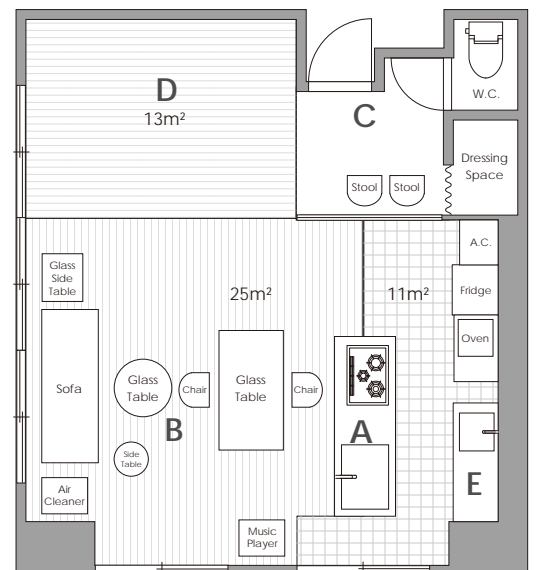 D
13m²
C
W.C.
Dressing
Space
Stool
Stool
A.C.
Glass
Side
Table
25m²
11m²
Fridge
Oven
Sofa
Glass
Table
Chair
Glass
Table
Chair
B
A
Side
Table
E
Air
Cleaner
Music
Player